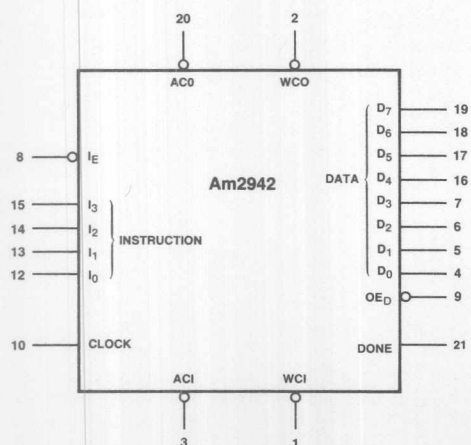 20 2
AC0 WCO
D7 19
D6 18
8 IE D5 17
Am2942 DATA D4 16
15 I3 D3 7
14 I2 INSTRUCTION D2 6
13 I1 D1 5
12 I0 D0 4
OED 9
10 CLOCK DONE 21
ACI WCI
3 1